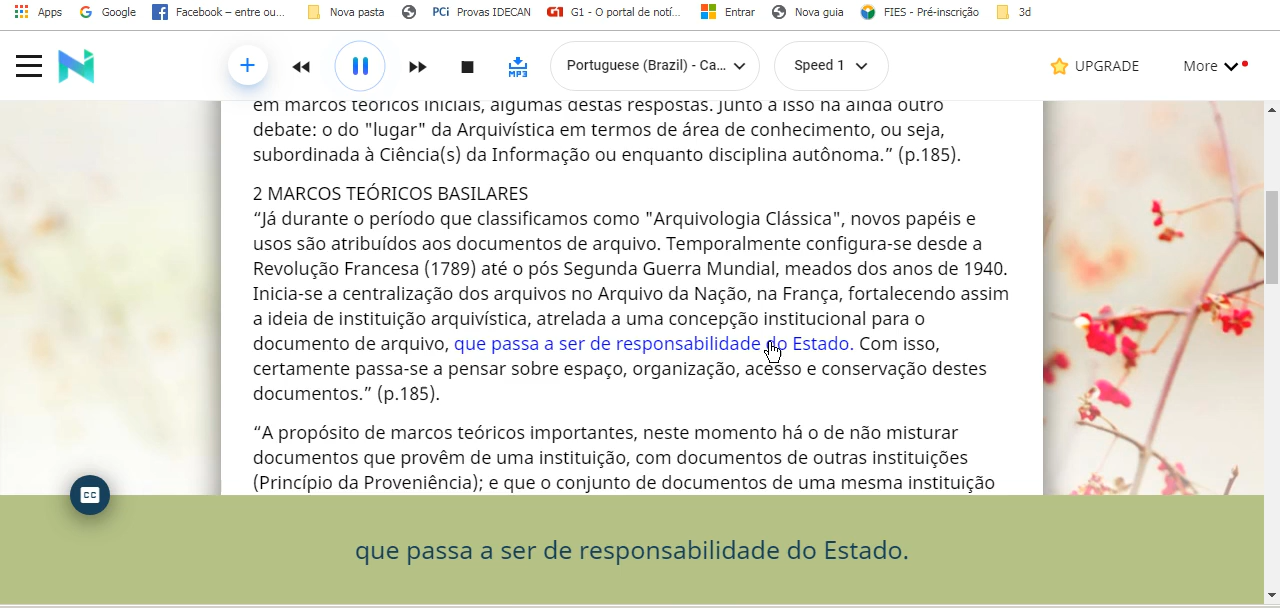 Apps Google Facebook – entre ou... Nova pasta PCi Provas IDECAN G1 - O portal de notí... Entrar Nova guia FIES - Pré-inscrição 3d
MP3 Portuguese (Brazil) - Ca... Speed 1 UPGRADE More
em marcos teóricos iniciais, algumas destas respostas. Junto a isso há ainda outro
debate: o do "lugar" da Arquivística em termos de área de conhecimento, ou seja,
subordinada à Ciência(s) da Informação ou enquanto disciplina autônoma.” (p.185).
2 MARCOS TEÓRICOS BASILARES
“Já durante o período que classificamos como "Arquivologia Clássica", novos papéis e
usos são atribuídos aos documentos de arquivo. Temporalmente configura-se desde a
Revolução Francesa (1789) até o pós Segunda Guerra Mundial, meados dos anos de 1940.
Inicia-se a centralização dos arquivos no Arquivo da Nação, na França, fortalecendo assim
a ideia de instituição arquivística, atrelada a uma concepção institucional para o
documento de arquivo, que passa a ser de responsabilidade do Estado. Com isso,
certamente passa-se a pensar sobre espaço, organização, acesso e conservação destes
documentos.” (p.185).
“A propósito de marcos teóricos importantes, neste momento há o de não misturar
documentos que provêm de uma instituição, com documentos de outras instituições
(Princípio da Proveniência); e que o conjunto de documentos de uma mesma instituição
CC
que passa a ser de responsabilidade do Estado.